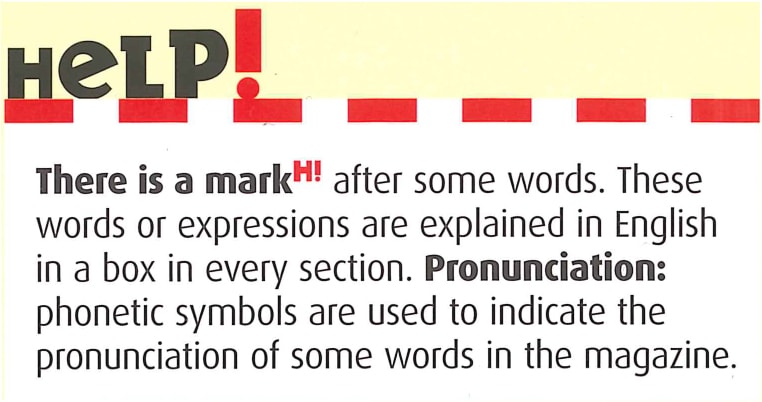 HeLP!
There is a mark H! after some words. These
words or expressions are explained in English
in a box in every section. Pronunciation:
phonetic symbols are used to indicate the
pronunciation of some words in the magazine.